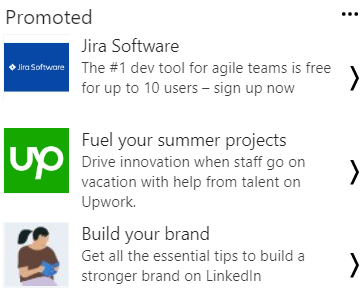 Promoted
Jira Software
Jira Software
The #1 dev tool for agile teams is free
for up to 10 users – sign up now
up
Fuel your summer projects
Drive innovation when staff go on
vacation with help from talent on
Upwork.
Build your brand
Get all the essential tips to build a
stronger brand on LinkedIn